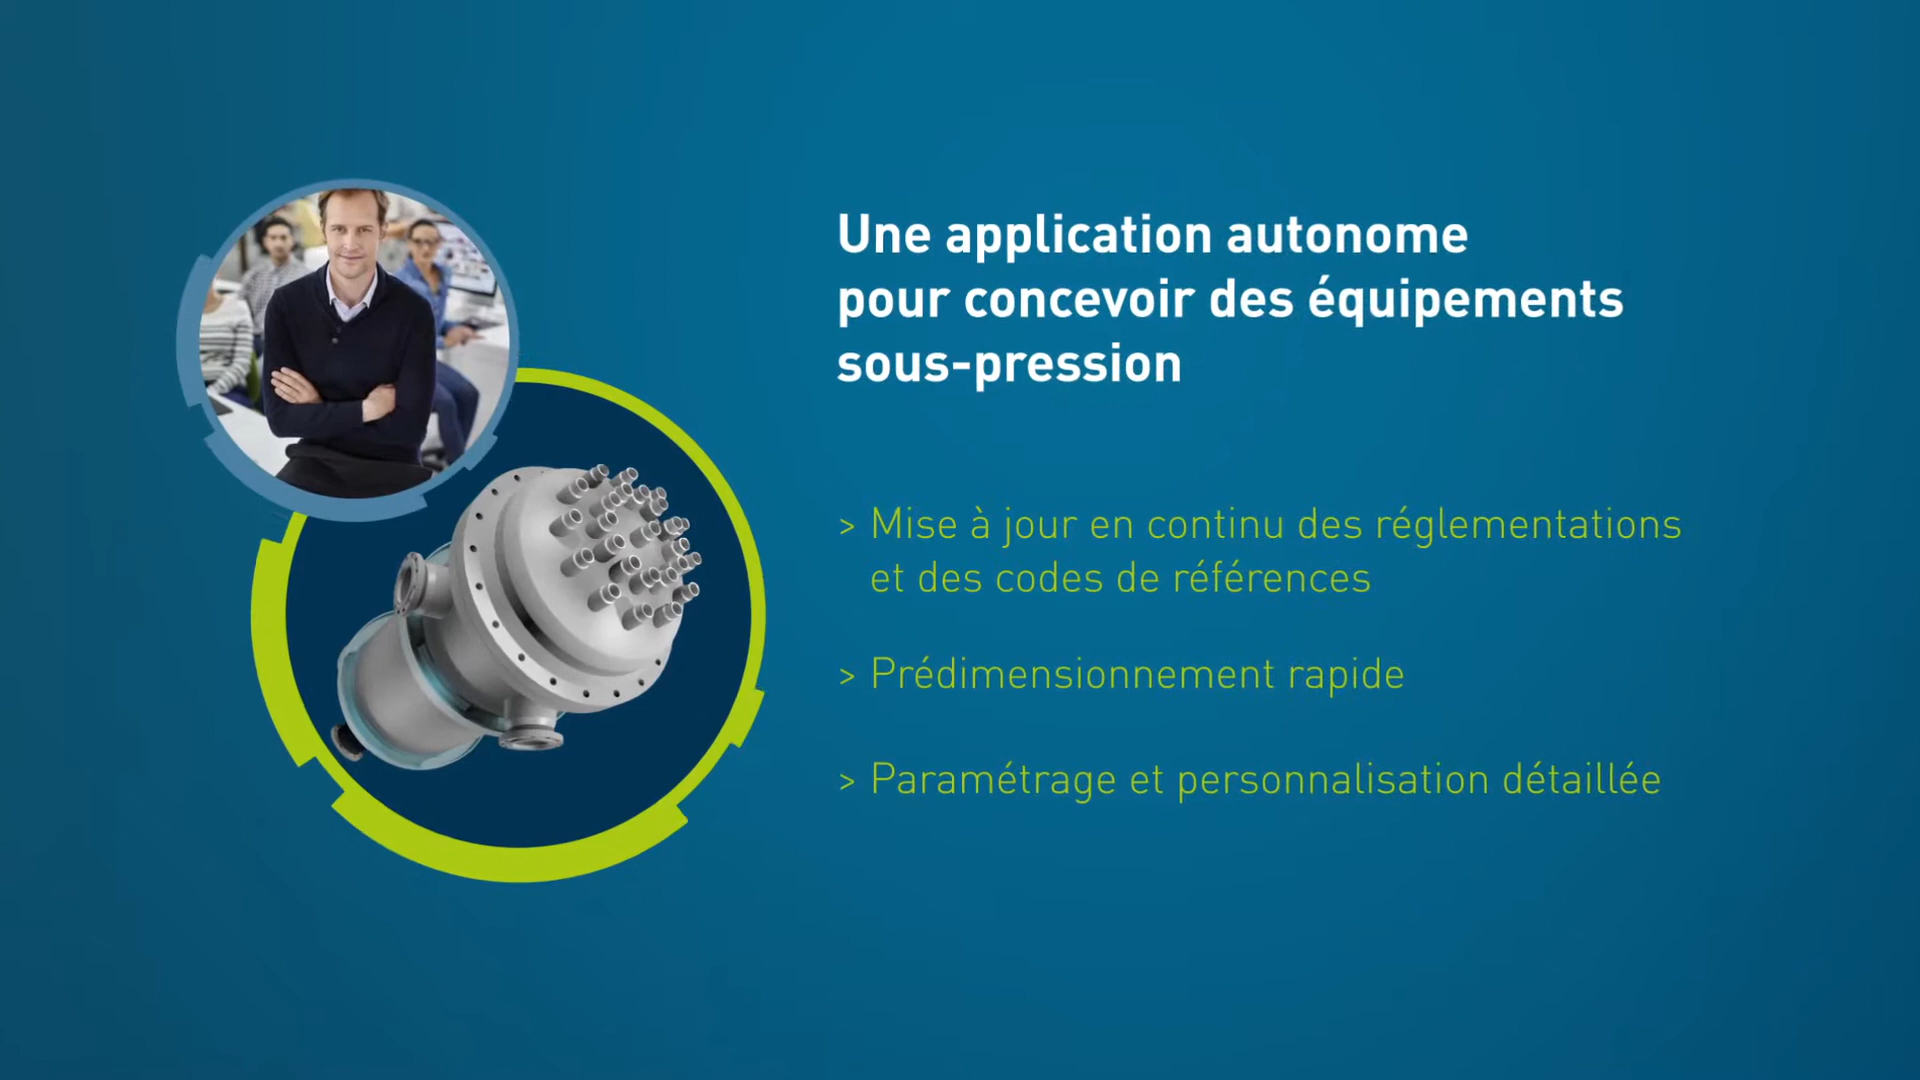 Une application autonome
pour concevoir des équipements
sous-pression
> Mise à jour en continu des réglementations
et des codes de références
> Prédimensionnement rapide
> Paramétrage et personnalisation détaillée